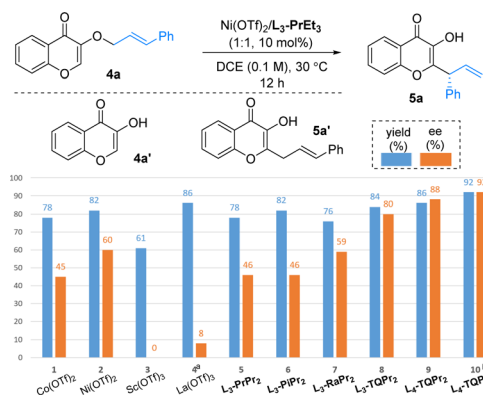 O
O
Ph
O
4a
Ni(OTf)2/L3-PrEt3
(1:1, 10 mol%)
DCE (0.1 M), 30 °C
12 h
O
OH
O
Ph
5a
O
OH
O
4a'
O
5a'
OH
O
Ph
yield
(%)
ee
(%)
100
90
80
70
60
50
40
30
20
10
0
78
45
82
60
61
0
86
8
78
46
82
46
76
59
84
80
86
88
92
1
2
3
4a
5
6
7
8
9
10
Co(OTf)2
Ni(OTf)2
Sc(OTf)3
La(OTf)3
L3-PrPr2
L3-PiPr2
L3-RaPr2
L3-TQPr2
L4-TQPr2
L4-TQPr2